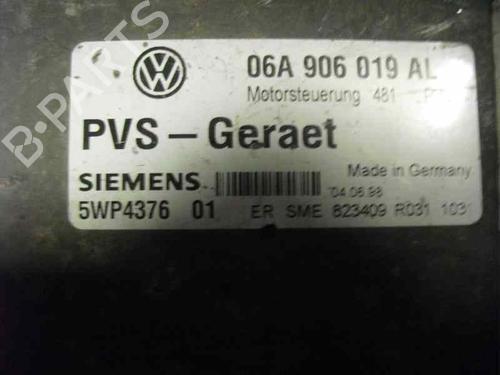 06A 906 019 AL
Motorsteuerung 481
PVS - Geraet
SIEMENS
Made in Germany
'04.06.98
5WP4376 01
ER SME 823409 R031 103
B-PARTS